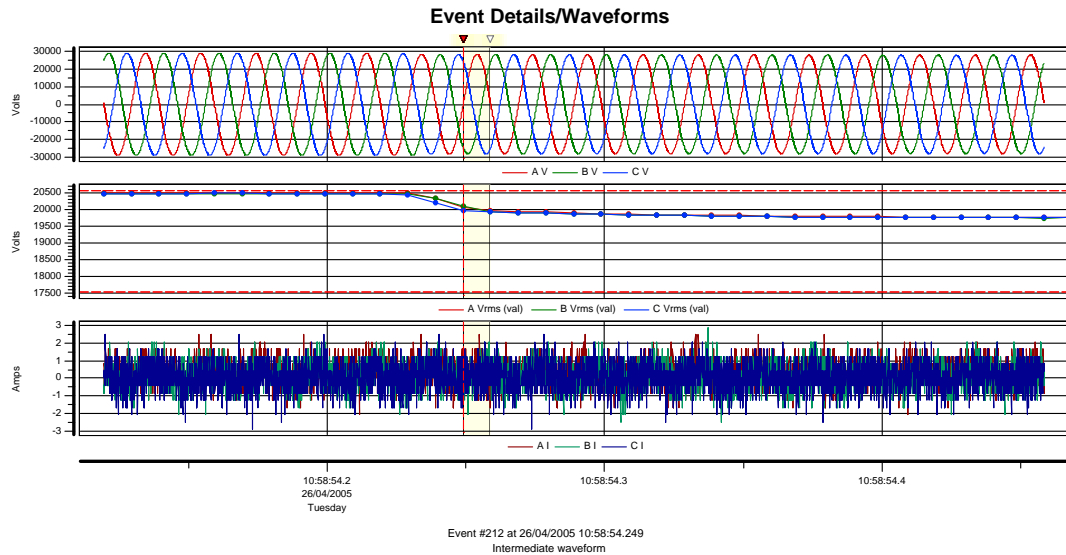 Event Details/Waveforms
30000
20000
10000
0
-10000
-20000
-30000
Volts
A V B V C V
20500
20000
19500
19000
18500
18000
17500
Volts
A Vrms (val) B Vrms (val) C Vrms (val)
3
2
1
0
-1
-2
-3
Amps
A I B I C I
10:58:54.2 10:58:54.3 10:58:54.4
26/04/2005
Tuesday
Event #212 at 26/04/2005 10:58:54.249
Intermediate waveform